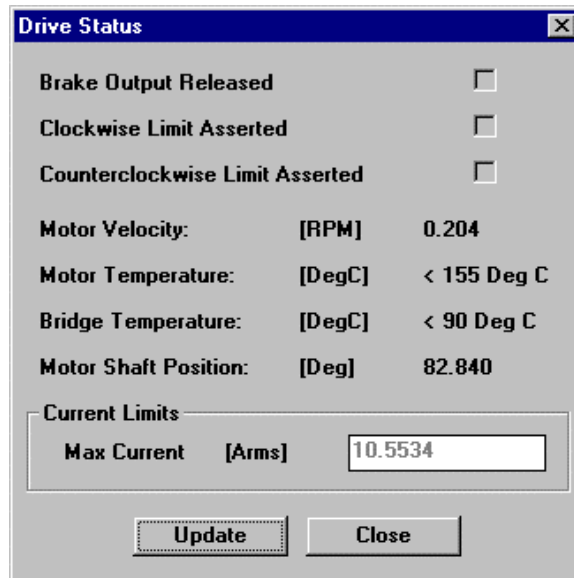 Drive Status
Brake Output Released
Clockwise Limit Asserted
Counterclockwise Limit Asserted
Motor Velocity: [RPM] 0.204
Motor Temperature: [DegC] < 155 Deg C
Bridge Temperature: [DegC] < 90 Deg C
Motor Shaft Position: [Deg] 82.840
Current Limits
Max Current [Arms] 10.5534
Update Close